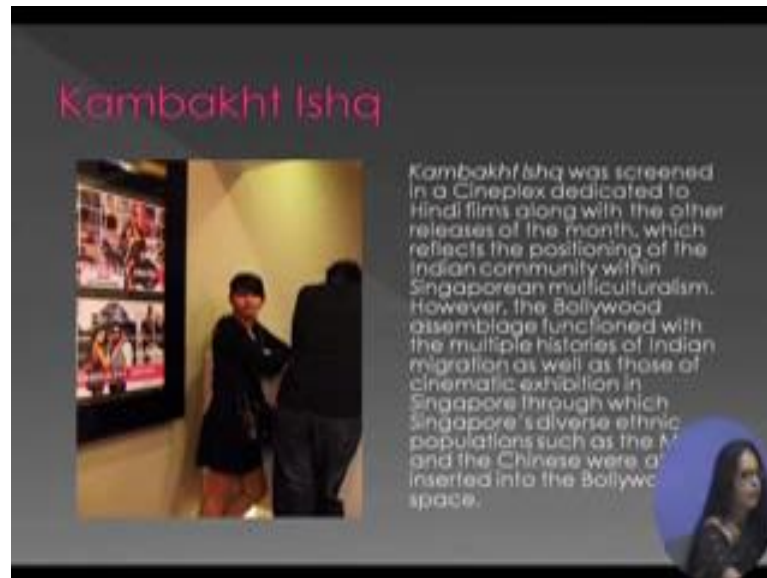 Kambakht Ishq
Kambakht Ishq was screened
in a Cineplex dedicated to
Hindi films along with the other
releases of the month, which
reflects the positioning of the
Indian community within
Singaporean multiculturalism.
However, the Bollywood
assemblage functioned with
the multiple histories of Indian
migration as well as those of
cinematic exhibition in
Singapore through which
Singapore's diverse ethnic
populations such as the
and the Chinese were
inserted into the
space.